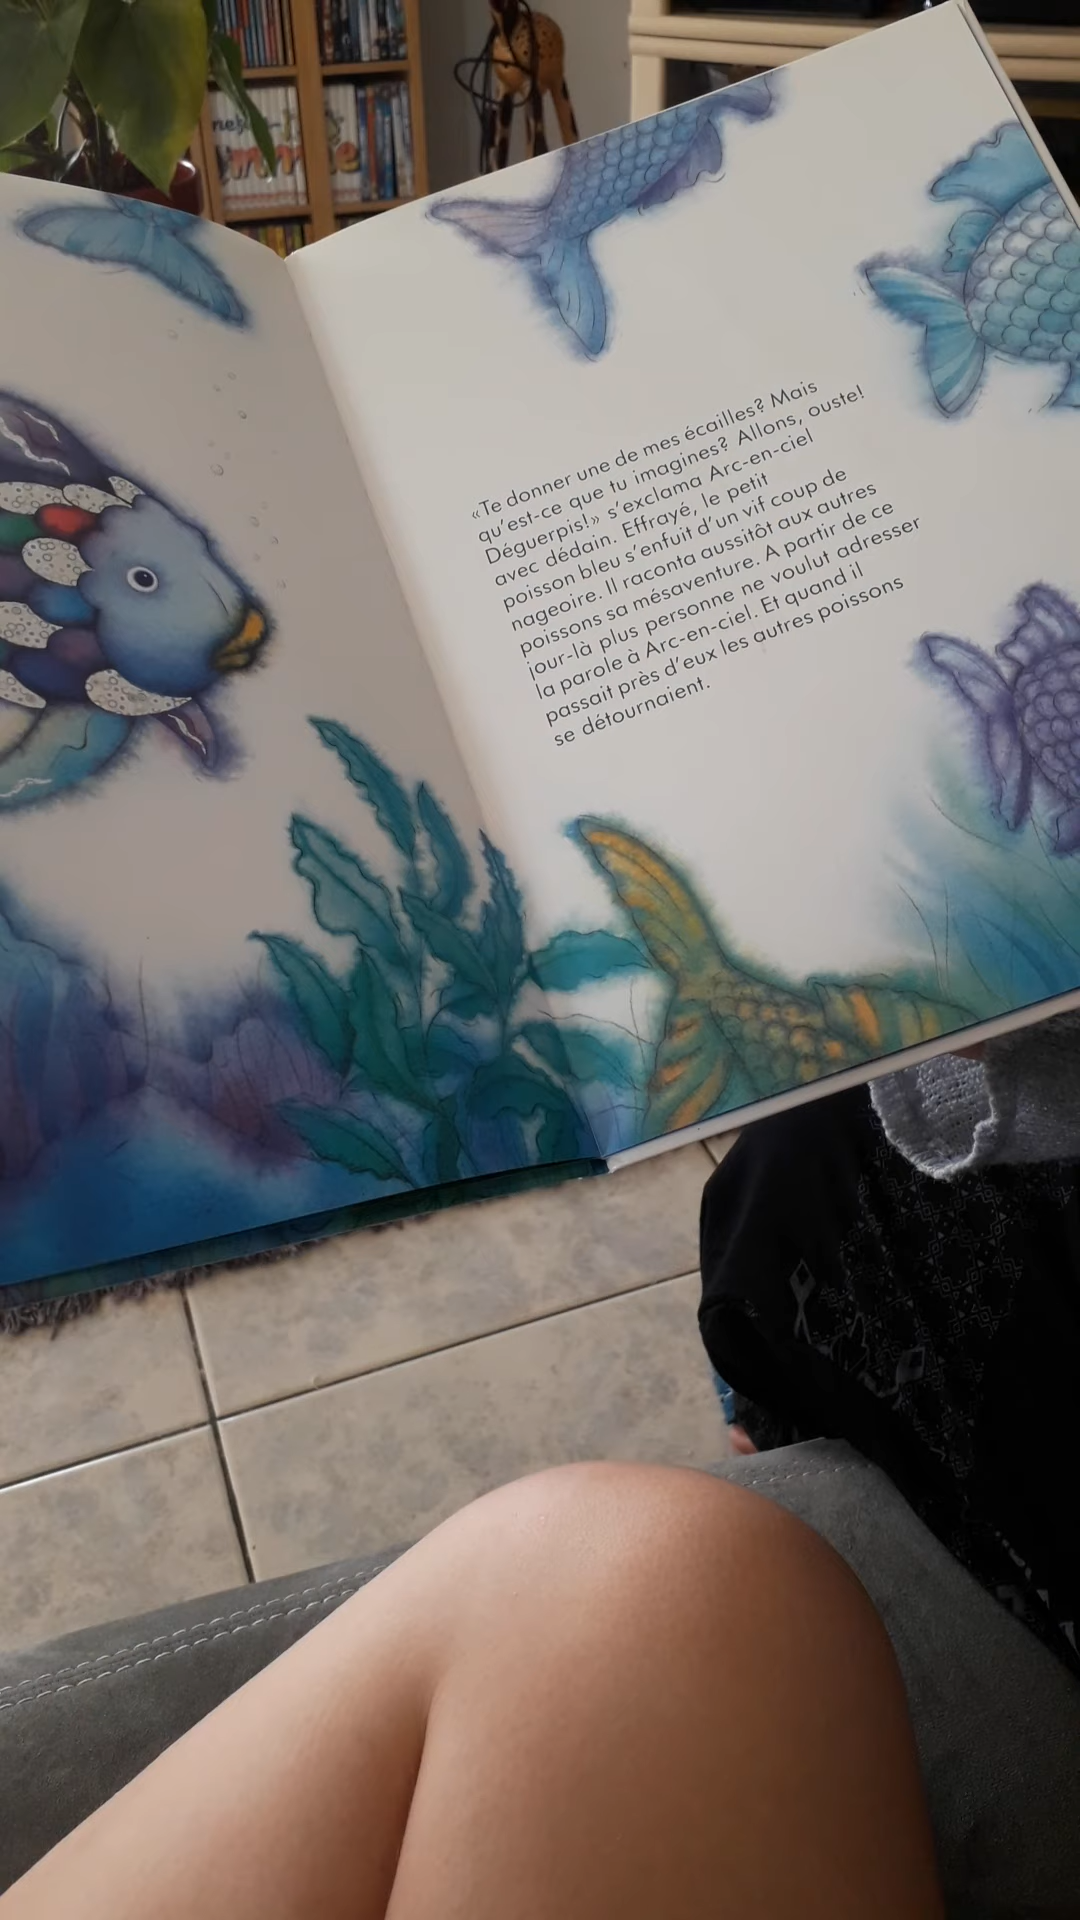 «Te donner une de mes écailles? Mais
qu'est-ce que tu imagines? Allons, ouste!
Déguerpis!» s'exclama Arc-en-ciel
avec dédain. Effrayé, le petit
poisson bleu s'enfuit d'un vif coup de
nageoire. Il raconta aussitôt aux autres
poissons sa mésaventure. A partir de ce
jour-là plus personne ne voulut adresser
la parole à Arc-en-ciel. Et quand il
passait près d'eux les autres poissons
se détournaient.